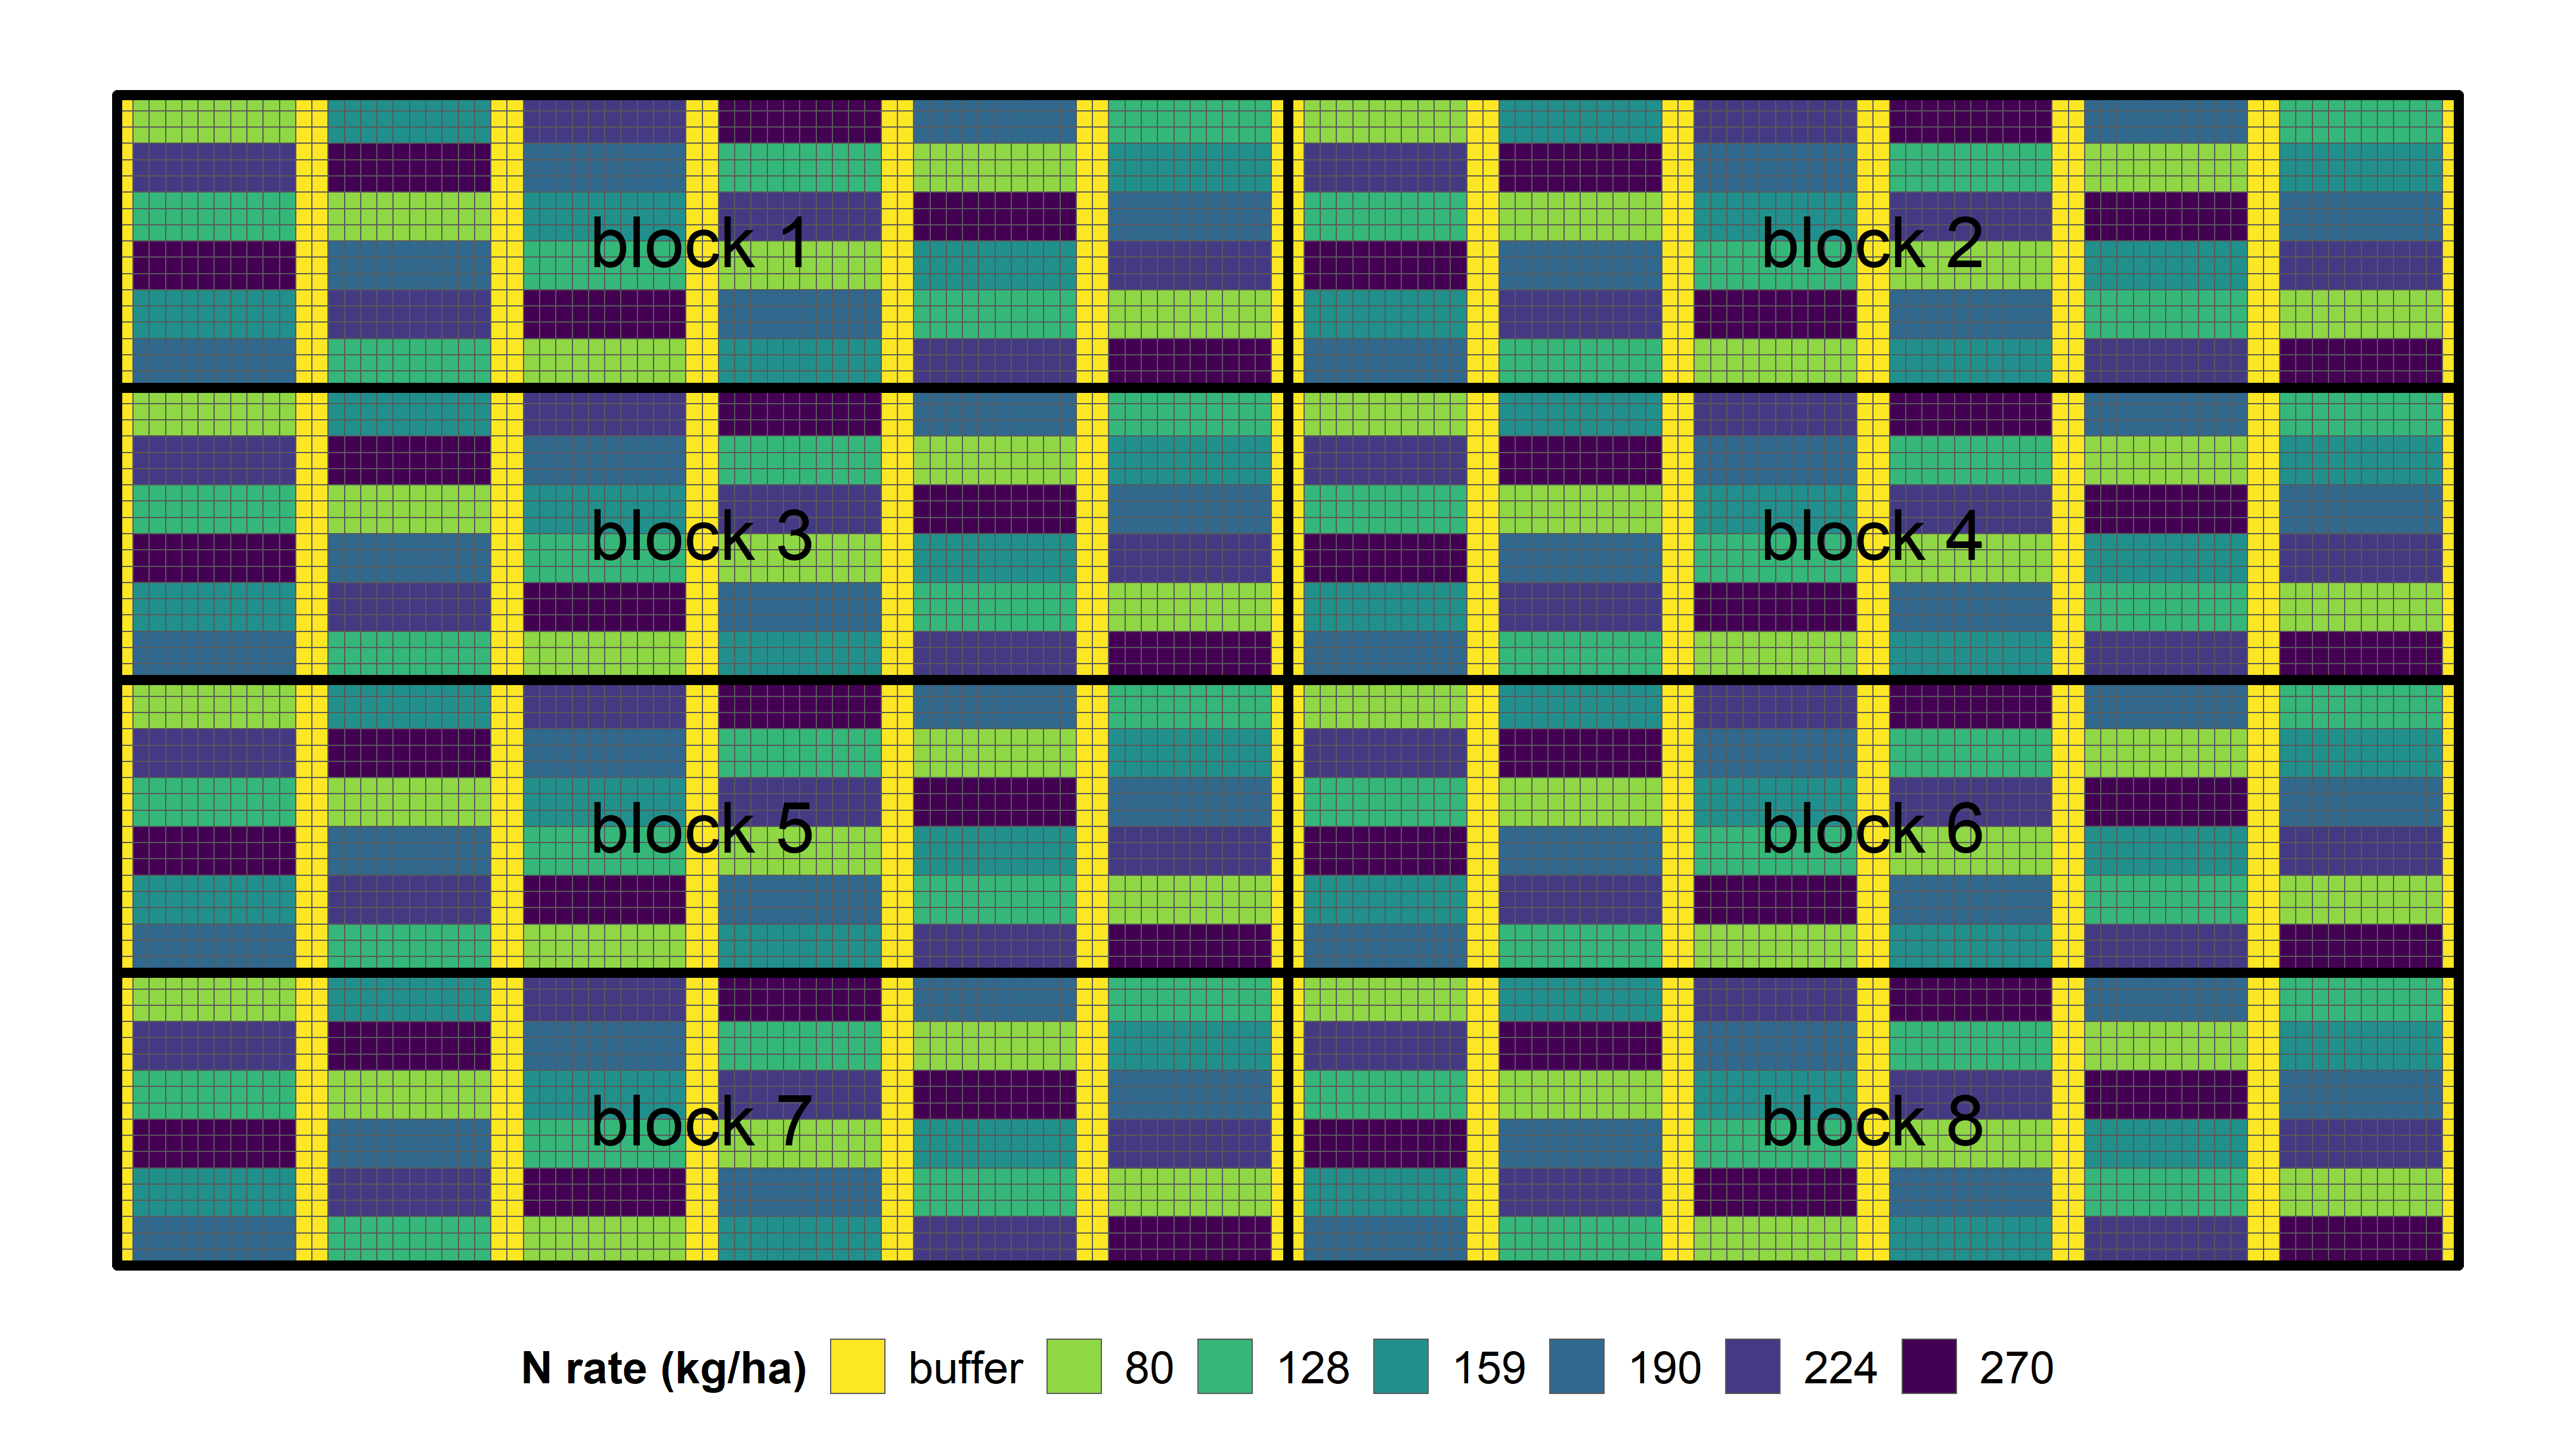 block 1
block 2
block 3
block 4
block 5
block 6
block 7
block 8
N rate (kg/ha) buffer 80 128 159 190 224 270